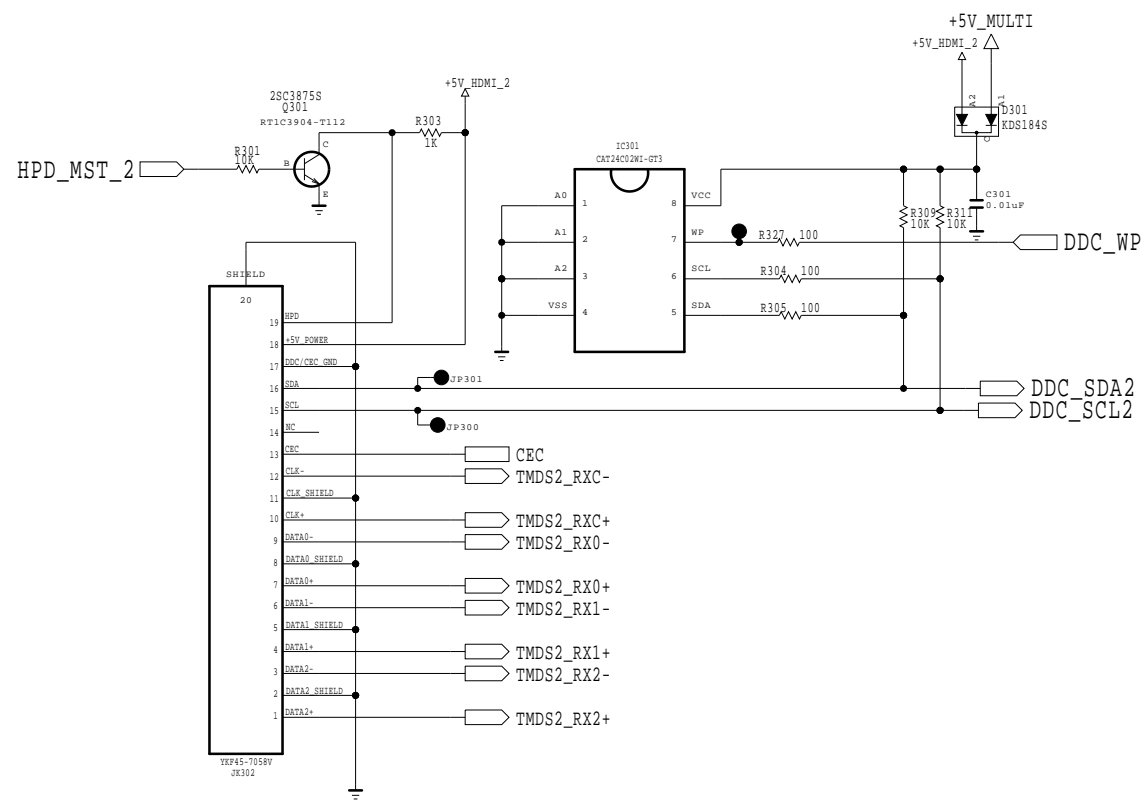 +5V_MULTI
+5V_HDMI_2
A2
A1
D301
KDS184S
C
2SC3875S
Q301
RT1C3904-T112
+5V_HDMI_2
R303
1K
HPD_MST_2
R301
10K
B
C
E
IC301
CAT24C02WI-GT3
A0
1
8
VCC
A1
2
7
WP
A2
3
6
SCL
VSS
4
5
SDA
R327 100
R304 100
R305 100
R309
10K
R311
10K
C301
0.01uF
DDC_WP
SHIELD
20
19
HPD
18
+5V_POWER
17
DDC/CEC_GND
16
SDA
JP301
DDC_SDA2
15
SCL
JP300
DDC_SCL2
14
NC
13
CEC
CEC
12
CLK-
TMDS2_RXC-
11
CLK_SHIELD
10
CLK+
TMDS2_RXC+
9
DATA0-
TMDS2_RX0-
8
DATA0_SHIELD
7
DATA0+
TMDS2_RX0+
6
DATA1-
TMDS2_RX1-
5
DATA1_SHIELD
4
DATA1+
TMDS2_RX1+
3
DATA2-
TMDS2_RX2-
2
DATA2_SHIELD
1
DATA2+
TMDS2_RX2+
YKF45-7058V
JK302